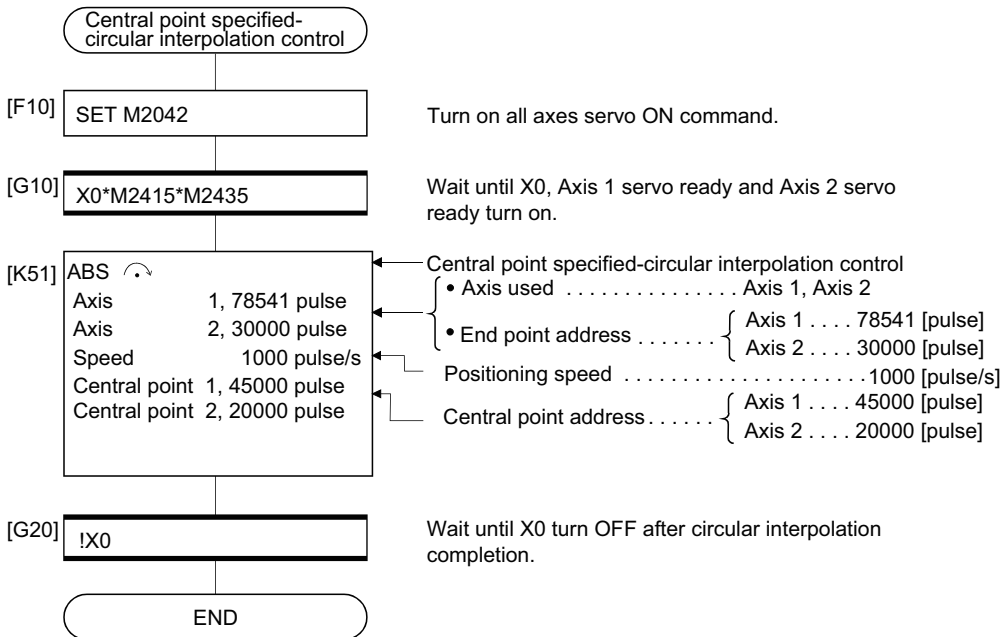 Central point specified-
circular interpolation control
[F10] SET M2042
Turn on all axes servo ON command.
[G10] X0*M2415*M2435
Wait until X0, Axis 1 servo ready and Axis 2 servo
ready turn on.
[K51] ABS
Axis 1, 78541 pulse
Axis 2, 30000 pulse
Speed 1000 pulse/s
Central point 1, 45000 pulse
Central point 2, 20000 pulse
Central point specified-circular interpolation control
• Axis used . . . . . . . . . . . . . . . . Axis 1, Axis 2
• End point address . . . . . . . Axis 1 . . . . 78541 [pulse]
Axis 2 . . . . 30000 [pulse]
Positioning speed . . . . . . . . . . . . . . . . . . . . . . 1000 [pulse/s]
Central point address . . . . . . Axis 1 . . . . 45000 [pulse]
Axis 2 . . . . 20000 [pulse]
[G20] !X0
Wait until X0 turn OFF after circular interpolation
completion.
END